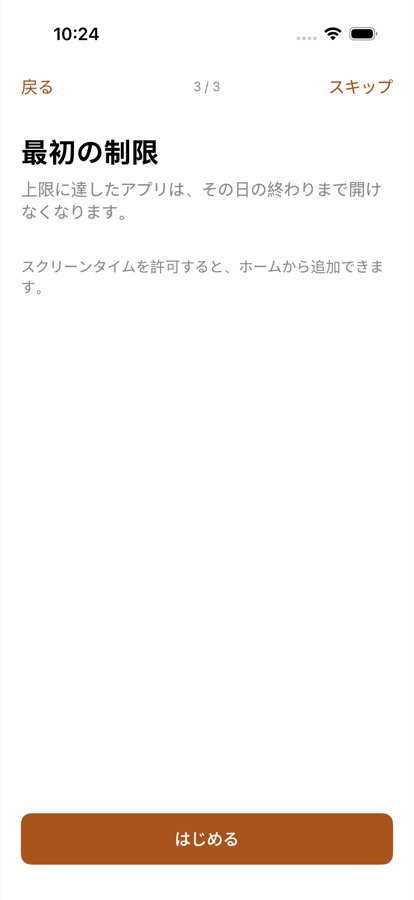 10:24
戻る
3 / 3
スキップ
最初の制限
上限に達したアプリは、その日の終わりまで開け
なくなります。
スクリーンタイムを許可すると、ホームから追加できま
す。
はじめる